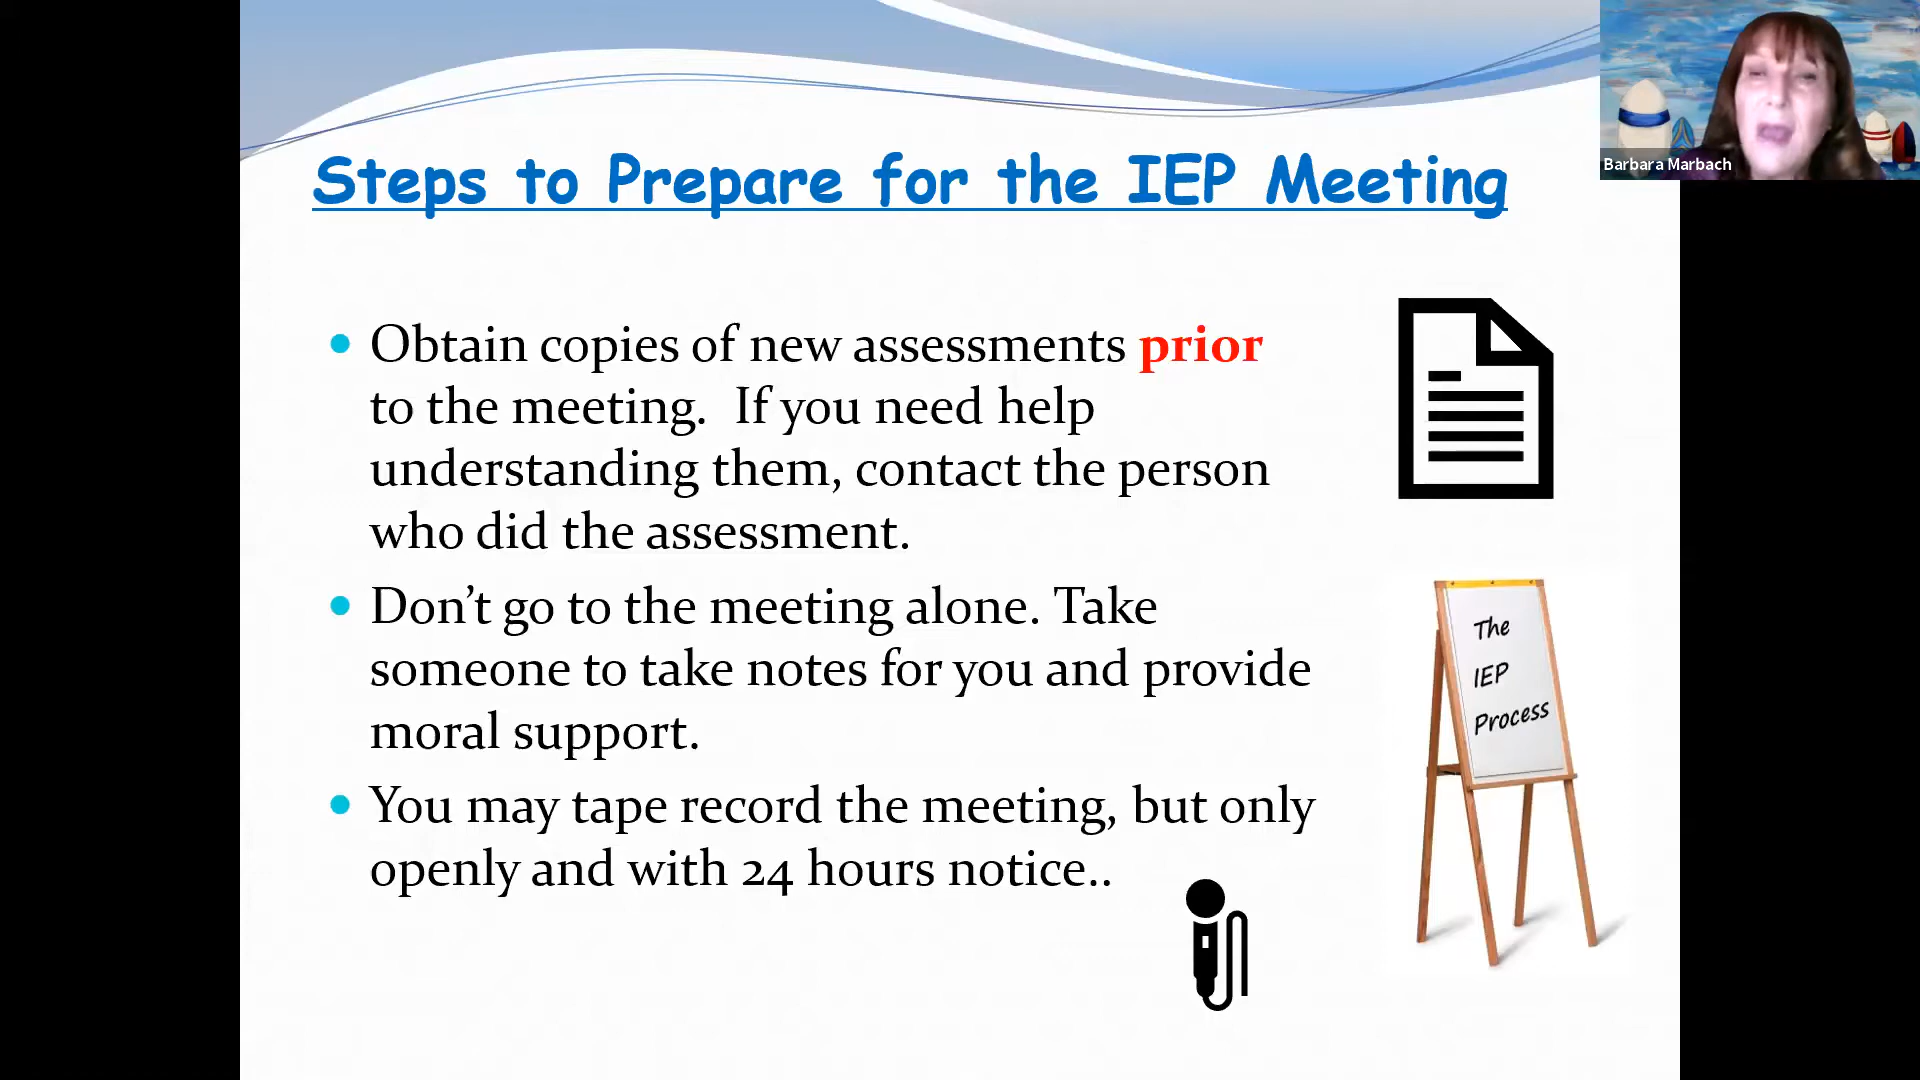 Barbara Marbach
Steps to Prepare for the IEP Meeting
Obtain copies of new assessments prior
to the meeting.  If you need help
understanding them, contact the person
who did the assessment.
Don’t go to the meeting alone. Take
someone to take notes for you and provide
moral support.
You may tape record the meeting, but only
openly and with 24 hours notice..
The
IEP
Process